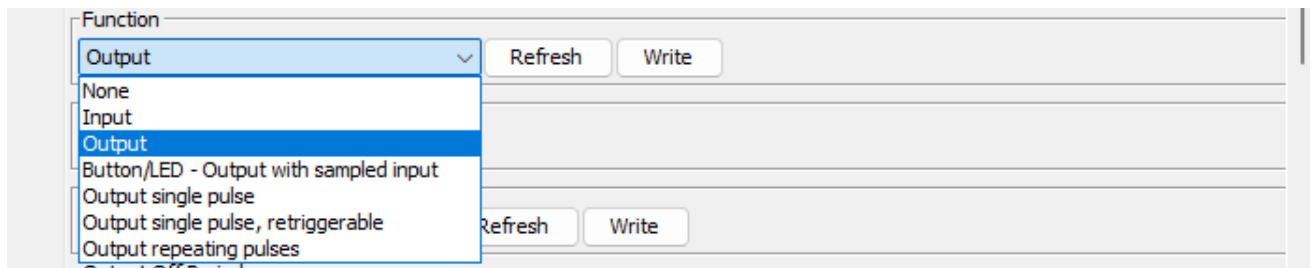 Function
Output
Refresh
Write
None
Input
Output
Button/LED - Output with sampled input
Output single pulse
Output single pulse, retriggerable
Output repeating pulses
Refresh
Write